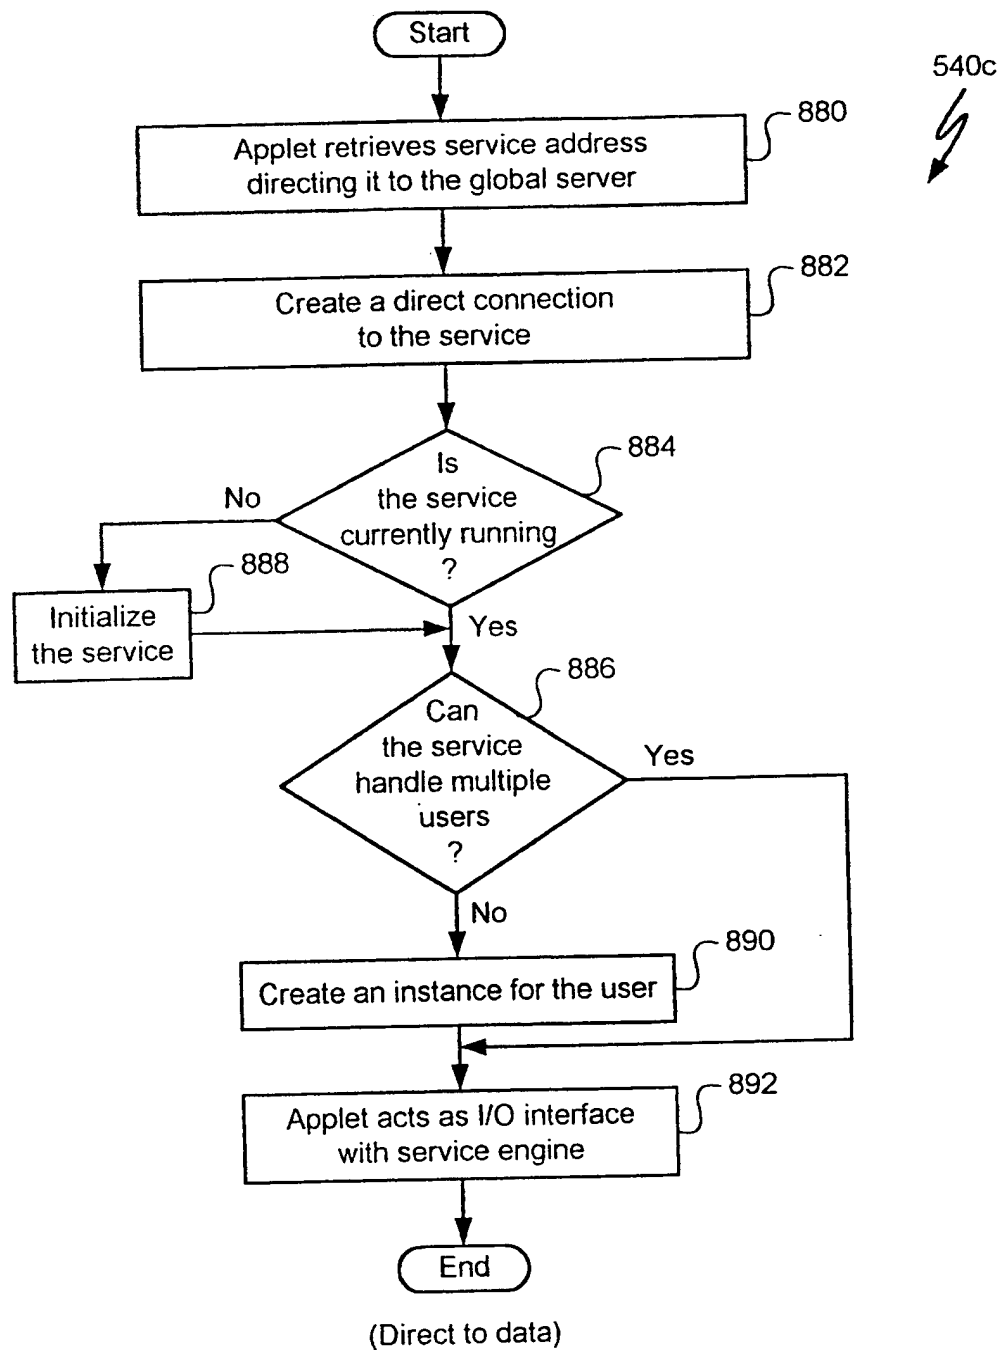 Start
540c
880
Applet retrieves service address
directing it to the global server
882
Create a direct connection
to the service
884
Is
the service
currently running
?
No
888
Initialize
the service
Yes
886
Can
the service
handle multiple
users
?
Yes
No
890
Create an instance for the user
892
Applet acts as I/O interface
with service engine
End
(Direct to data)